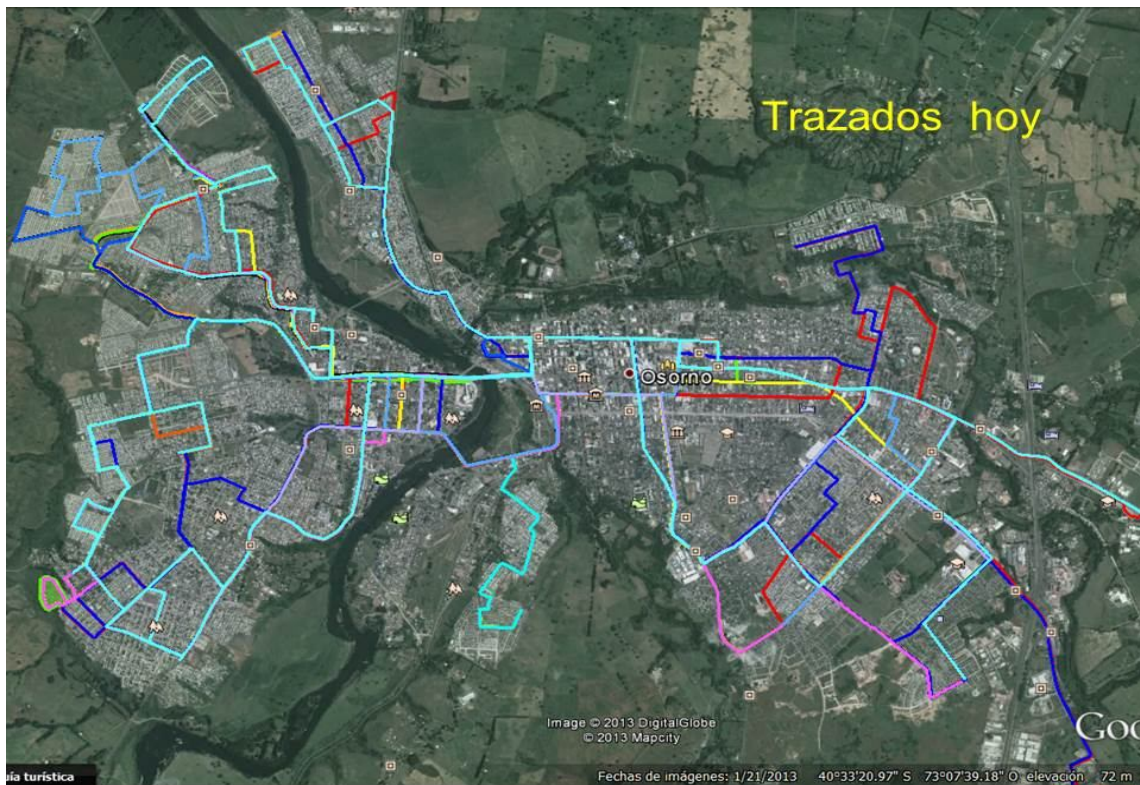 Trazados hoy
Osorno
Image © 2013 DigitalGlobe
© 2013 Mapcity
Goo
uía turística
Fechas de imágenes: 1/21/2013 40°33'20.97" S 73°07'39.18" O elevación 72 m